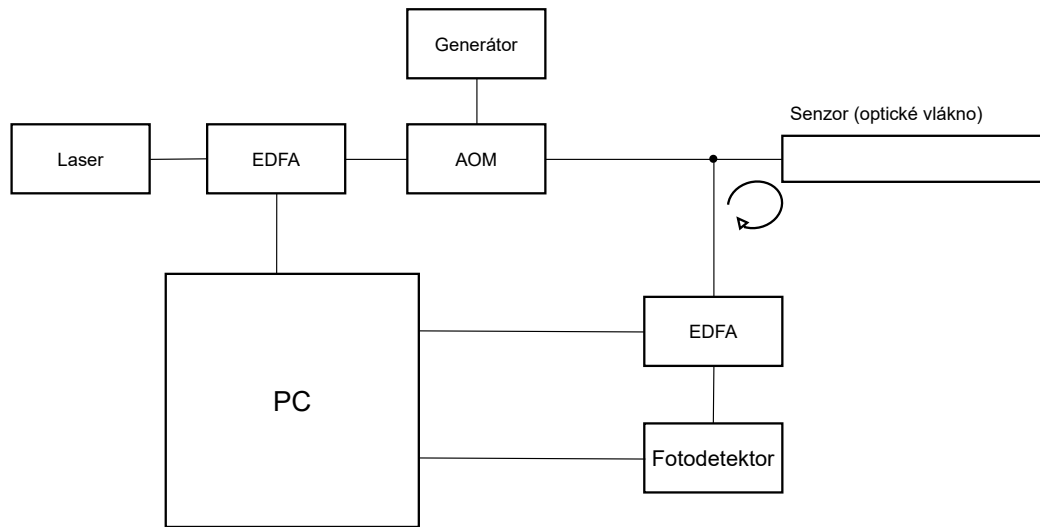 Generátor
Senzor (optické vlákno)
Laser
EDFA
AOM
EDFA
PC
Fotodetektor